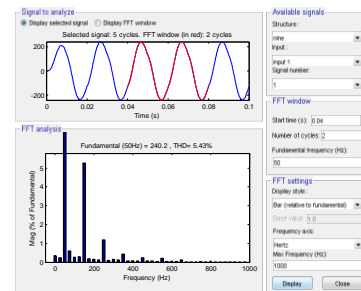 Signal to analyze
Display selected signal Display FFT window
Selected signal: 5 cycles. FFT window (in red): 2 cycles
200
0
-200
0 0.02 0.04 0.06 0.08 0.1
Time (s)
FFT analysis
Fundamental (50Hz) = 240.2 , THD= 5.43%
Mag (% of Fundamental)
5
4
3
2
1
0
0 200 400 600 800 1000
Frequency (Hz)
Available signals
Structure :
nine
Input :
input 1
Signal number:
1
FFT window
Start time (s): 0.04
Number of cycles: 2
Fundamental frequency (Hz):
50
FFT settings
Display style :
Bar (relative to fundamental)
Base value: 1.0
Frequency axis:
Hertz
Max Frequency (Hz):
1000
Display Close